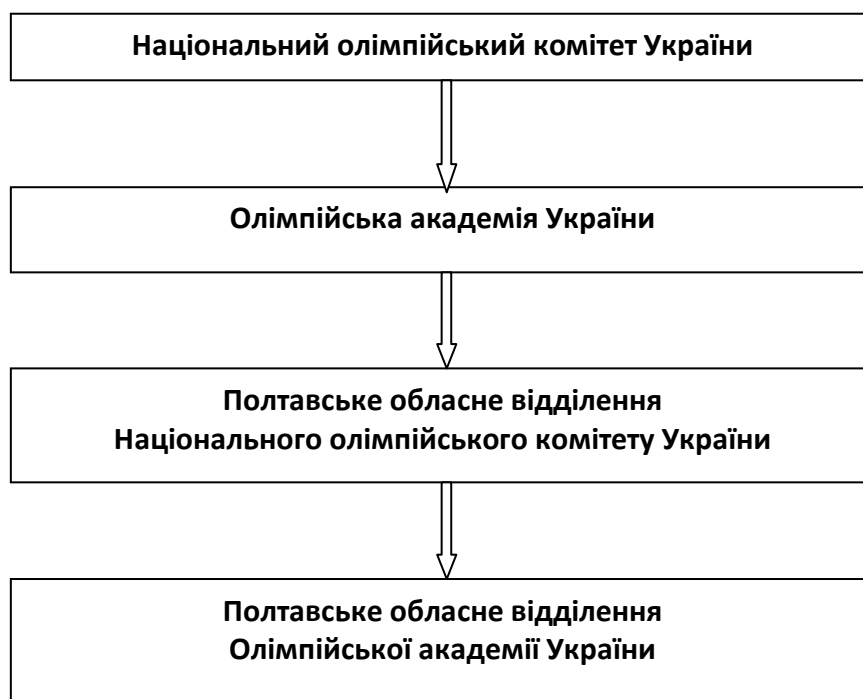 Національний олімпійський комітет України
Олімпійська академія України
Полтавське обласне відділення
Національного олімпійського комітету України
Полтавське обласне відділення
Олімпійської академії України